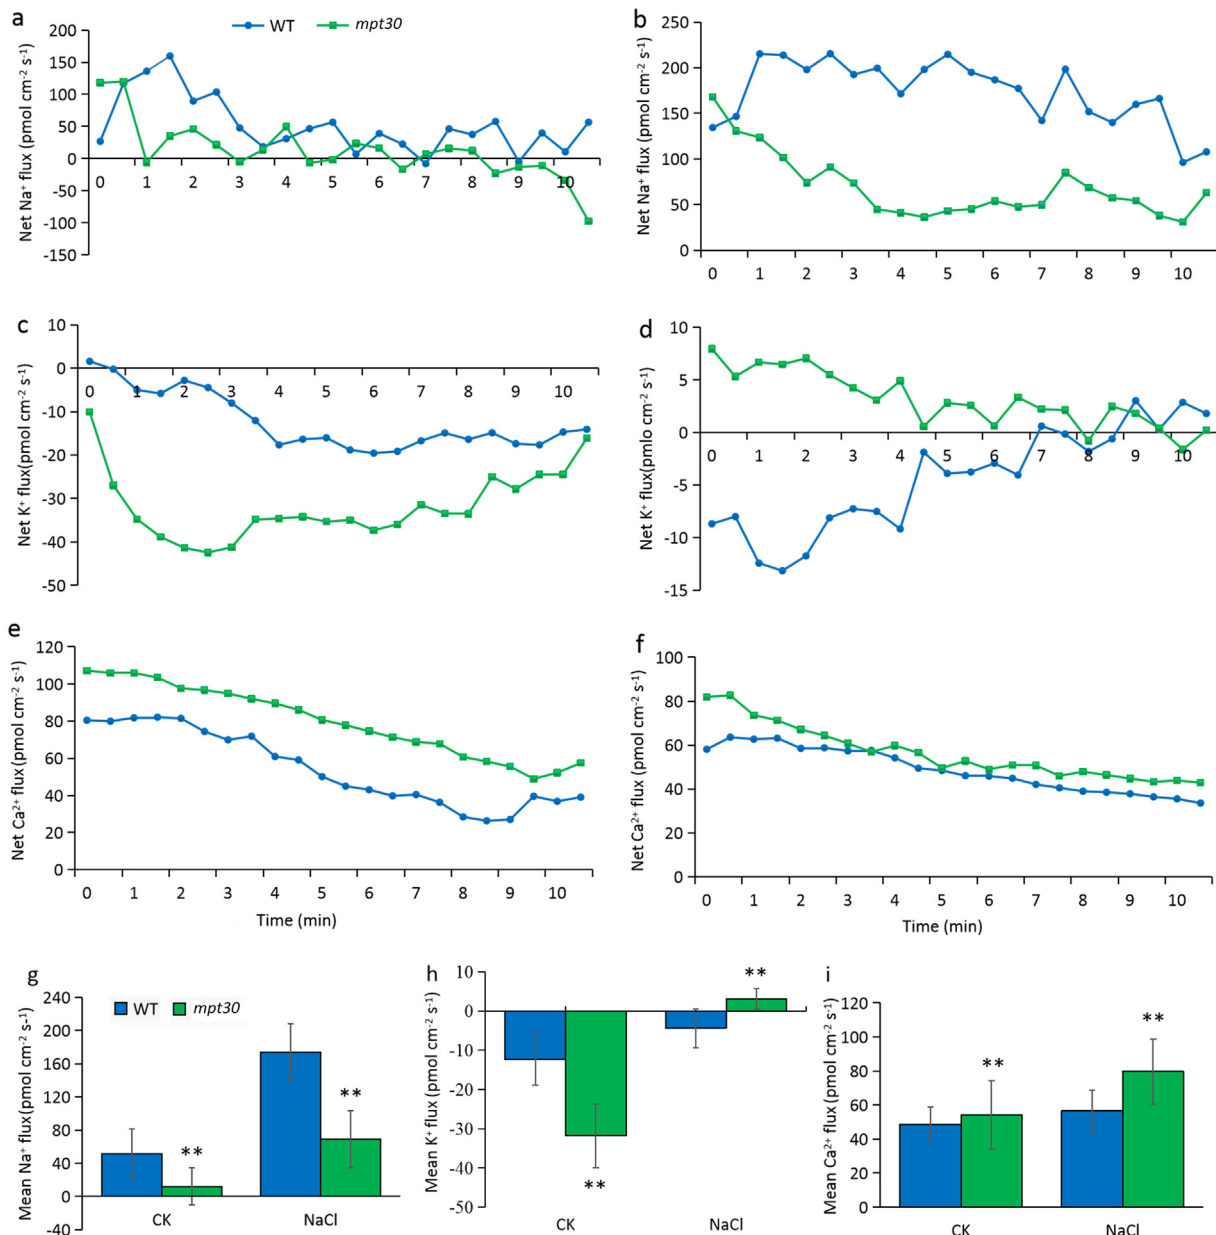 a
WT
mpt30
Net Na⁺ flux (pmol cm⁻² s⁻¹)
200
150
100
50
0
-50
-100
-150
0 1 2 3 4 5 6 7 8 9 10
b
Net Na⁺ flux (pmol cm⁻² s⁻¹)
250
200
150
100
50
0
0 1 2 3 4 5 6 7 8 9 10
c
Net K⁺ flux(pmol cm⁻² s⁻¹)
10
0
-10
-20
-30
-40
-50
0 1 2 3 4 5 6 7 8 9 10
d
Net K⁺ flux(pmlo cm⁻² s⁻¹)
10
5
0
-5
-10
-15
0 1 2 3 4 5 6 7 8 9 10
e
Net Ca²⁺ flux(pmol cm⁻² s⁻¹)
120
100
80
60
40
20
0
0 1 2 3 4 5 6 7 8 9 10
Time (min)
f
Net Ca²⁺ flux (pmol cm⁻² s⁻¹)
100
80
60
40
20
0
0 1 2 3 4 5 6 7 8 9 10
Time (min)
g
WT
mpt30
Mean Na⁺ flux(pmol cm⁻² s⁻¹)
240
200
160
120
80
40
0
-40
**
**
CK NaCl
h
Mean K⁺ flux (pmol cm⁻² s⁻¹)
10
0
-10
-20
-30
-40
-50
**
**
CK NaCl
i
Mean Ca²⁺ flux (pmol cm⁻² s⁻¹)
120
100
80
60
40
20
0
**
**
CK NaCl